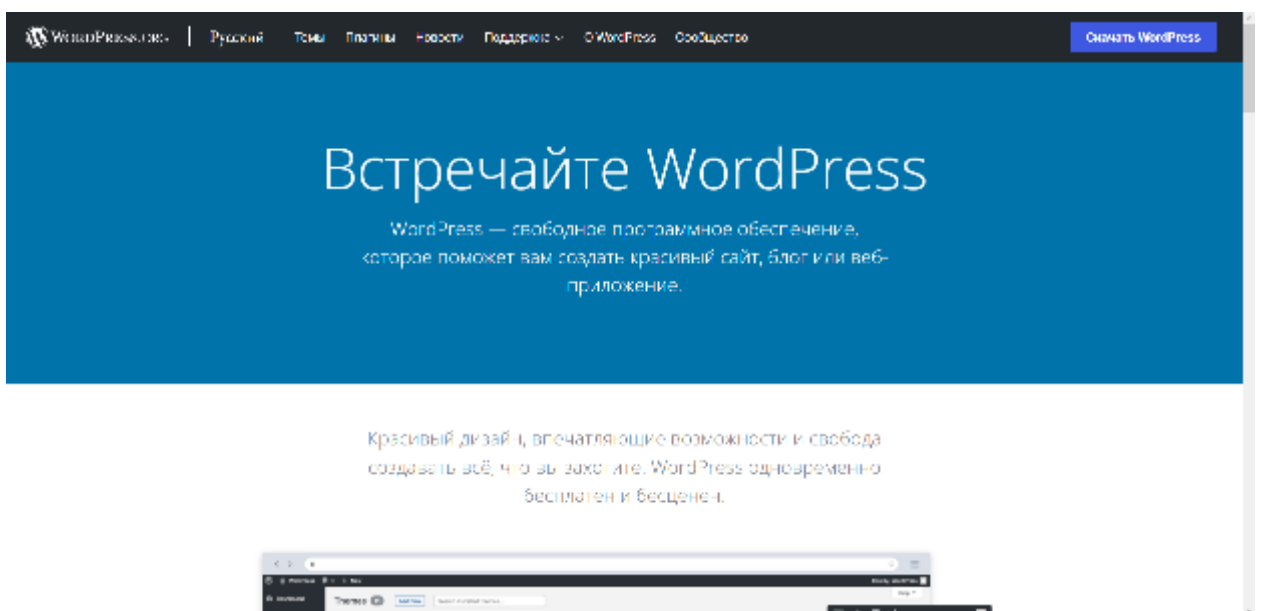 WORDPRESS.ORG
Русский
Темы Плагины Новости Поддержка О WordPress Сообщество
Скачать WordPress
Встречайте WordPress
WordPress — свободное программное обеспечение,
которое поможет вам создать красивый сайт, блог или веб-
приложение.
Красивый дизайн, впечатляющие возможности и свобода
создавать всё, что вы захотите. WordPress одновременно
бесплатен и бесценен.
Themes